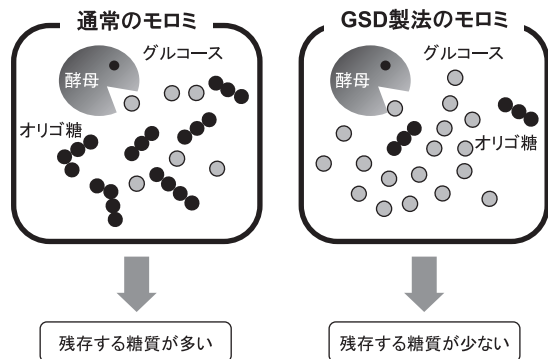 通常のモロミ
グルコース
酵母
オリゴ糖
残存する糖質が多い
GSD製法のモロミ
グルコース
酵母
オリゴ糖
残存する糖質が少ない